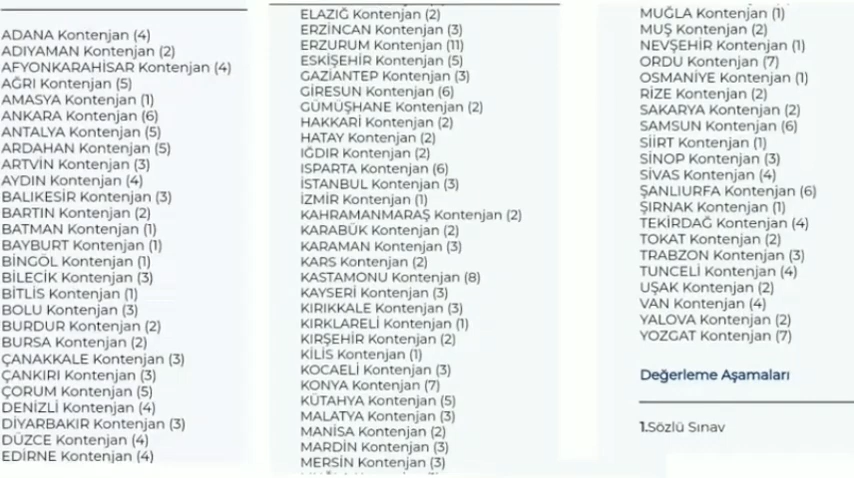 ADANA Kontenjan (4)
ADIYAMAN Kontenjan (2)
AFYONKARAHİSAR Kontenjan (4)
AĞRI Kontenjan (5)
AMASYA Kontenjan (1)
ANKARA Kontenjan (6)
ANTALYA Kontenjan (5)
ARDAHAN Kontenjan (5)
ARTVİN Kontenjan (3)
AYDIN Kontenjan (4)
BALIKESİR Kontenjan (3)
BARTIN Kontenjan (2)
BATMAN Kontenjan (1)
BAYBURT Kontenjan (1)
BİNGÖL Kontenjan (1)
BİLECİK Kontenjan (3)
BİTLİS Kontenjan (1)
BOLU Kontenjan (3)
BURDUR Kontenjan (2)
BURSA Kontenjan (2)
ÇANAKKALE Kontenjan (3)
ÇANKIRI Kontenjan (3)
ÇORUM Kontenjan (5)
DENİZLİ Kontenjan (4)
DİYARBAKIR Kontenjan (3)
DÜZCE Kontenjan (4)
EDİRNE Kontenjan (4)
ELAZIĞ Kontenjan (2)
ERZİNCAN Kontenjan (3)
ERZURUM Kontenjan (11)
ESKİŞEHİR Kontenjan (5)
GAZİANTEP Kontenjan (3)
GİRESUN Kontenjan (6)
GÜMÜŞHANE Kontenjan (2)
HAKKARİ Kontenjan (2)
HATAY Kontenjan (2)
IĞDIR Kontenjan (2)
ISPARTA Kontenjan (6)
İSTANBUL Kontenjan (3)
İZMİR Kontenjan (1)
KAHRAMANMARAŞ Kontenjan (2)
KARABÜK Kontenjan (2)
KARAMAN Kontenjan (3)
KARS Kontenjan (2)
KASTAMONU Kontenjan (8)
KAYSERİ Kontenjan (3)
KIRIKKALE Kontenjan (3)
KIRKLARELİ Kontenjan (1)
KIRŞEHİR Kontenjan (2)
KİLİS Kontenjan (1)
KOCAELİ Kontenjan (3)
KONYA Kontenjan (7)
KÜTAHYA Kontenjan (5)
MALATYA Kontenjan (3)
MANİSA Kontenjan (2)
MARDİN Kontenjan (3)
MERSİN Kontenjan (3)
MUĞLA Kontenjan (1)
MUŞ Kontenjan (2)
NEVŞEHİR Kontenjan (1)
ORDU Kontenjan (7)
OSMANİYE Kontenjan (1)
RİZE Kontenjan (2)
SAKARYA Kontenjan (2)
SAMSUN Kontenjan (6)
SİİRT Kontenjan (1)
SİNOP Kontenjan (3)
SİVAS Kontenjan (4)
ŞANLIURFA Kontenjan (6)
ŞIRNAK Kontenjan (1)
TEKİRDAĞ Kontenjan (4)
TOKAT Kontenjan (2)
TRABZON Kontenjan (3)
TUNCELİ Kontenjan (4)
UŞAK Kontenjan (2)
VAN Kontenjan (4)
YALOVA Kontenjan (2)
YOZGAT Kontenjan (7)
Değerleme Aşamaları
1.Sözlü Sınav